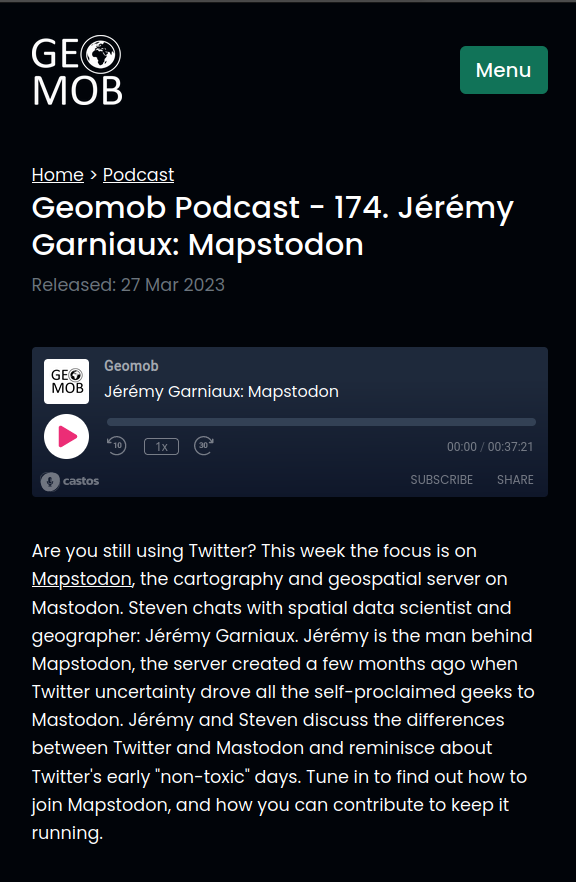 GEO
MOB
Menu
Home > Podcast
Geomob Podcast - 174. Jérémy
Garniaux: Mapstodon
Released: 27 Mar 2023
GEO
MOB
Geomob
Jérémy Garniaux: Mapstodon
10
1x
30
00:00 / 00:37:21
castos
SUBSCRIBE
SHARE
Are you still using Twitter? This week the focus is on
Mapstodon, the cartography and geospatial server on
Mastodon. Steven chats with spatial data scientist and
geographer: Jérémy Garniaux. Jérémy is the man behind
Mapstodon, the server created a few months ago when
Twitter uncertainty drove all the self-proclaimed geeks to
Mastodon. Jérémy and Steven discuss the differences
between Twitter and Mastodon and reminisce about
Twitter's early "non-toxic" days. Tune in to find out how to
join Mapstodon, and how you can contribute to keep it
running.